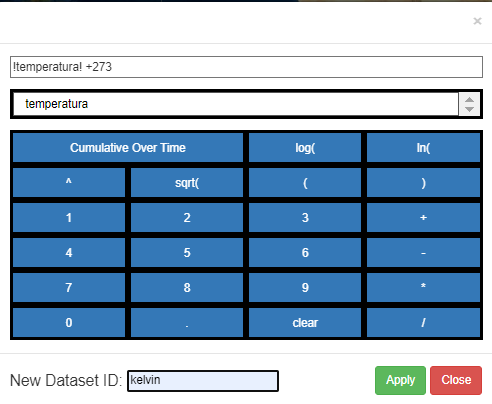 ×
!temperatura! +273
temperatura
Cumulative Over Time log( ln(
^ sqrt( ( )
1 2 3 +
4 5 6 -
7 8 9 *
0 . clear /
New Dataset ID: kelvin Apply Close